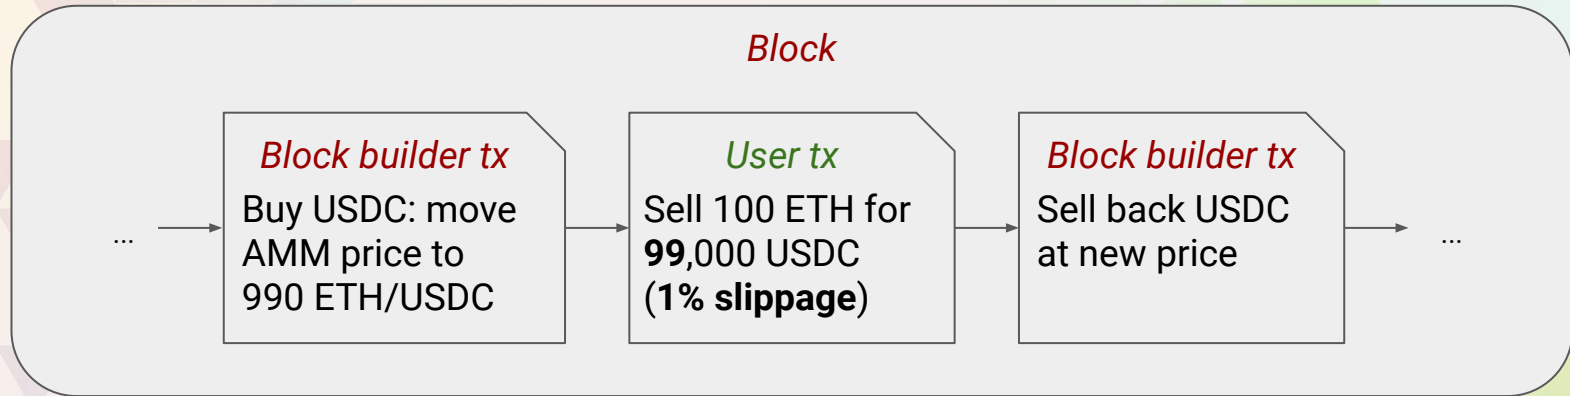 Block
...
Block builder tx
Buy USDC: move
AMM price to
990 ETH/USDC
User tx
Sell 100 ETH for
99,000 USDC
(1% slippage)
Block builder tx
Sell back USDC
at new price
...